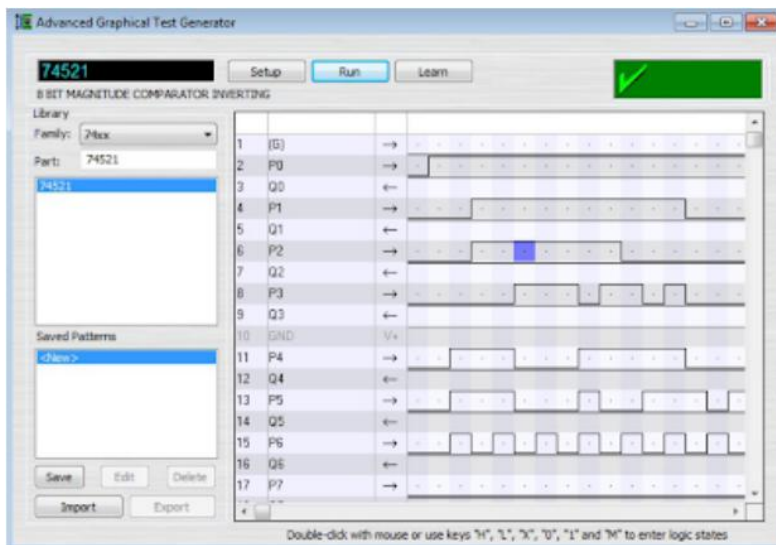 Advanced Graphical Test Generator
74521
Setup
Run
Learn
8 BIT MAGNITUDE COMPARATOR INVERTING
Library
Family: 74xx
Part: 74521
74521
Saved Patterns
<New>
Save
Edit
Delete
Import
Export
1 (G) →
2 P0 →
3 Q0 ←
4 P1 →
5 Q1 ←
6 P2 →
7 Q2 ←
8 P3 →
9 Q3 ←
10 GND V+
11 P4 →
12 Q4 ←
13 P5 →
14 Q5 ←
15 P6 →
16 Q6 ←
17 P7 →
Double-click with mouse or use keys "H", "L", "X", "0", "1" and "M" to enter logic states